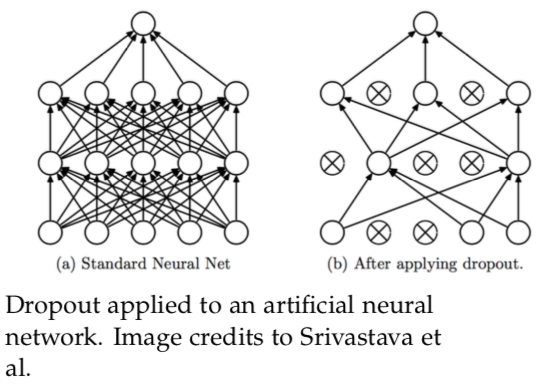 (a) Standard Neural Net
(b) After applying dropout.
Dropout applied to an artificial neural
network. Image credits to Srivastava et
al.